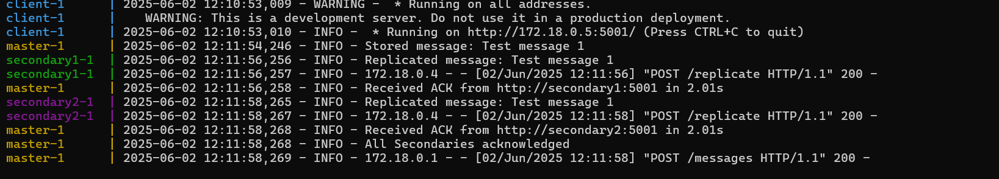 client-1 | 2025-06-02 12:10:53,009 - WARNING -  * Running on all addresses.
client-1 |    WARNING: This is a development server. Do not use it in a production deployment.
client-1 | 2025-06-02 12:10:53,010 - INFO -  * Running on http://172.18.0.5:5001/ (Press CTRL+C to quit)
master-1 | 2025-06-02 12:11:54,246 - INFO - Stored message: Test message 1
secondary1-1 | 2025-06-02 12:11:56,256 - INFO - Replicated message: Test message 1
secondary1-1 | 2025-06-02 12:11:56,257 - INFO - 172.18.0.4 - - [02/Jun/2025 12:11:56] "POST /replicate HTTP/1.1" 200 -
master-1 | 2025-06-02 12:11:56,258 - INFO - Received ACK from http://secondary1:5001 in 2.01s
secondary2-1 | 2025-06-02 12:11:58,265 - INFO - Replicated message: Test message 1
secondary2-1 | 2025-06-02 12:11:58,267 - INFO - 172.18.0.4 - - [02/Jun/2025 12:11:58] "POST /replicate HTTP/1.1" 200 -
master-1 | 2025-06-02 12:11:58,268 - INFO - Received ACK from http://secondary2:5001 in 2.01s
master-1 | 2025-06-02 12:11:58,268 - INFO - All Secondaries acknowledged
master-1 | 2025-06-02 12:11:58,269 - INFO - 172.18.0.1 - - [02/Jun/2025 12:11:58] "POST /messages HTTP/1.1" 200 -